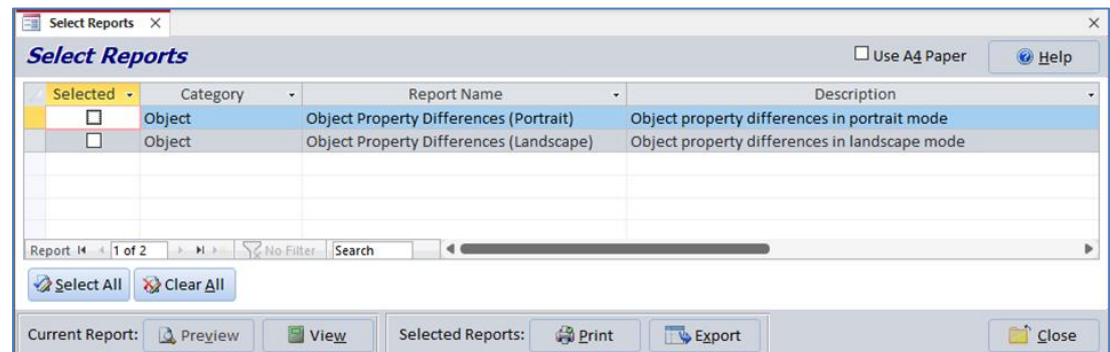 Select Reports
Select Reports Use A4 Paper Help
Selected Category Report Name Description
Object Object Property Differences (Portrait) Object property differences in portrait mode
Object Object Property Differences (Landscape) Object property differences in landscape mode
Report 1 of 2 No Filter Search
Select All Clear All
Current Report: Preview View Selected Reports: Print Export Close